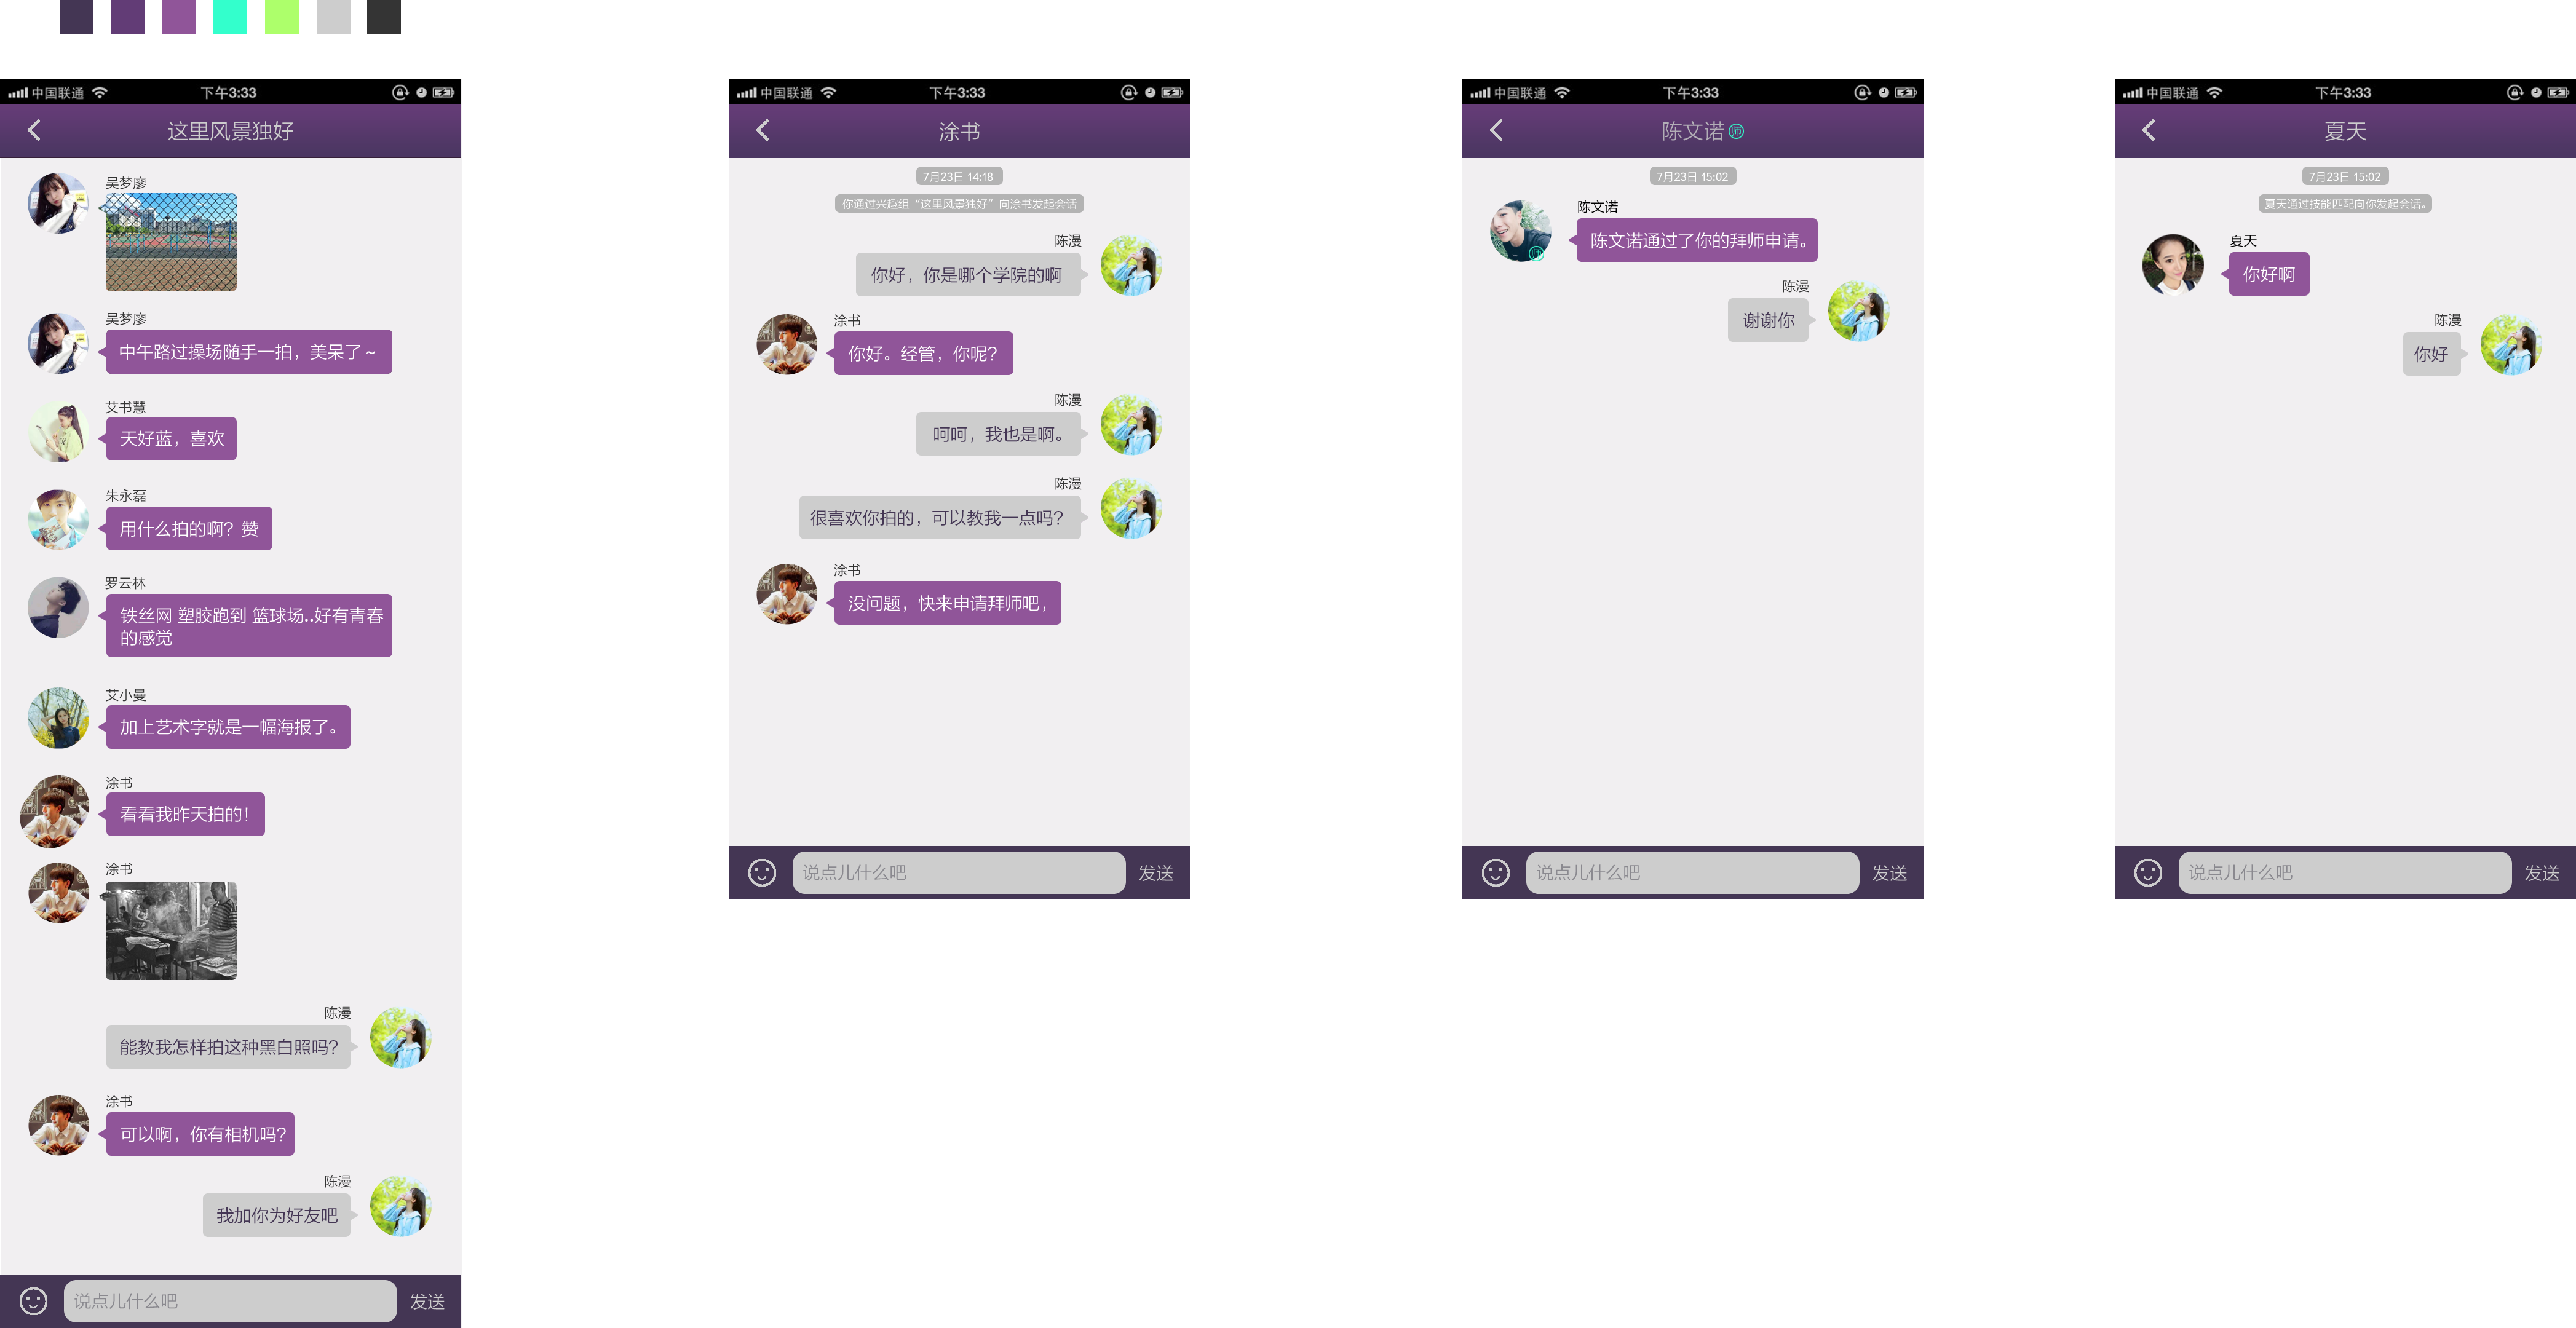 中国联通 下午3:33
这里风景独好
吴梦廖
吴梦廖
中午路过操场随手一拍，美呆了~
艾书慧
天好蓝，喜欢
朱永磊
用什么拍的啊？赞
罗云林
铁丝网 塑胶跑到 篮球场..好有青春
的感觉
艾小曼
加上艺术字就是一幅海报了。
涂书
看看我昨天拍的！
涂书
陈漫
能教我怎样拍这种黑白照吗？
涂书
可以啊，你有相机吗？
陈漫
我加你为好友吧
说点儿什么吧 发送
中国联通 下午3:33
涂书
7月23日 14:18
你通过兴趣组“这里风景独好”向涂书发起会话
陈漫
你好，你是哪个学院的啊
涂书
你好。经管，你呢？
陈漫
呵呵，我也是啊。
陈漫
很喜欢你拍的，可以教我一点吗？
涂书
没问题，快来申请拜师吧，
说点儿什么吧 发送
中国联通 下午3:33
陈文诺 师
7月23日 15:02
陈文诺
师
陈文诺通过了你的拜师申请。
陈漫
谢谢你
说点儿什么吧 发送
中国联通 下午3:33
夏天
7月23日 15:02
夏天通过技能匹配向你发起会话。
夏天
你好啊
陈漫
你好
说点儿什么吧 发送